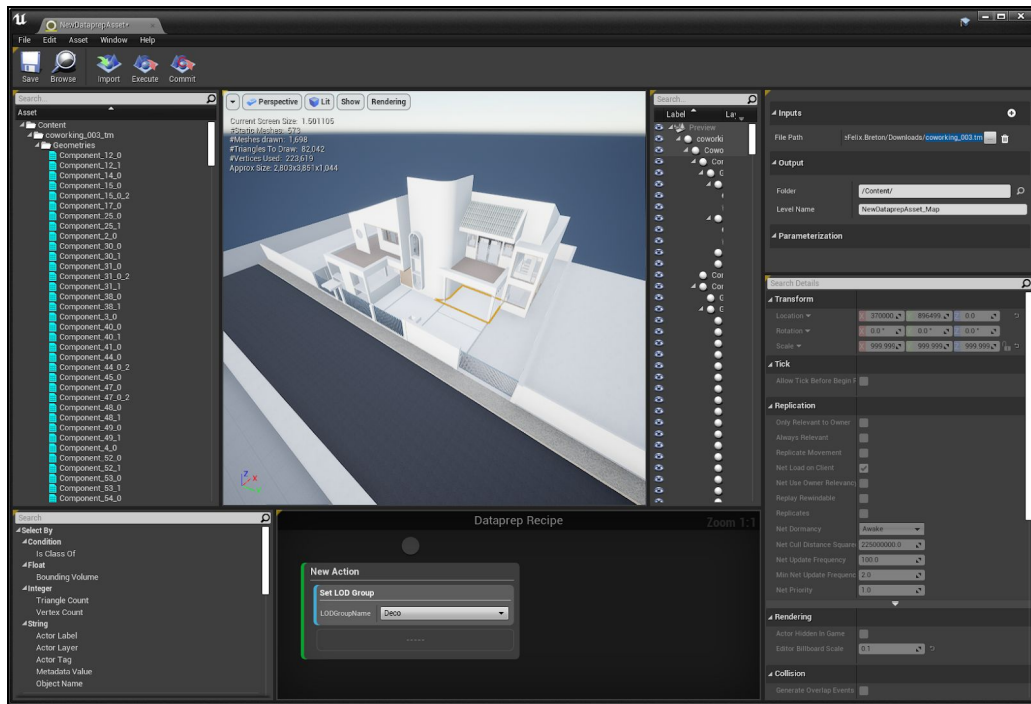 NewDataprepAsset*
File Edit Asset Window Help
Save Browse Import Execute Commit
Search...
Asset
Content
coworking_003_tm
Geometries
Component_12_0
Component_12_1
Component_14_0
Component_15_0
Component_15_0_2
Component_17_0
Component_25_0
Component_25_1
Component_2_0
Component_30_0
Component_30_1
Component_31_0
Component_31_0_2
Component_31_1
Component_38_0
Component_38_1
Component_3_0
Component_40_0
Component_40_1
Component_41_0
Component_44_0
Component_44_0_2
Component_45_0
Component_47_0
Component_47_0_2
Component_48_0
Component_48_1
Component_49_0
Component_49_1
Component_4_0
Component_52_0
Component_52_1
Component_53_0
Component_53_1
Component_54_0
Perspective Lit Show Rendering
Current Screen Size: 1.501105
#Static Meshes: 573
#Meshes drawn: 1,698
#Triangles To Draw: 82,042
#Vertices Used: 223,619
Approx Size: 2,803x3,851x1,044
Z X
Search...
Label La
Preview
coworki
Cowo
Cor
G
Cor
Cor
G
G
Inputs
File Path :Felix.Breton/Downloads/coworking_003.tm ...
Output
Folder /Content/
Level Name NewDataprepAsset_Map
Parameterization
Search Details
Transform
Location X 370000 896499 0.0
Rotation X 0.0° 0.0° 0.0°
Scale X 999.999 999.999 999.999
Tick
Allow Tick Before Begin P
Replication
Only Relevant to Owner
Always Relevant
Replicate Movement
Net Load on Client
Net Use Owner Relevanc
Replay Rewindable
Replicates
Net Dormancy Awake
Net Cull Distance Square 225000000.0
Net Update Frequency 100.0
Min Net Update Frequenc 2.0
Net Priority 1.0
Rendering
Actor Hidden In Game
Editor Billboard Scale 0.1
Collision
Generate Overlap Events
Search
Select By
Condition
Is Class Of
Float
Bounding Volume
Integer
Triangle Count
Vertex Count
String
Actor Label
Actor Layer
Actor Tag
Metadata Value
Object Name
Dataprep Recipe
Zoom 1:1
New Action
Set LOD Group
LODGroupName Deco
-----